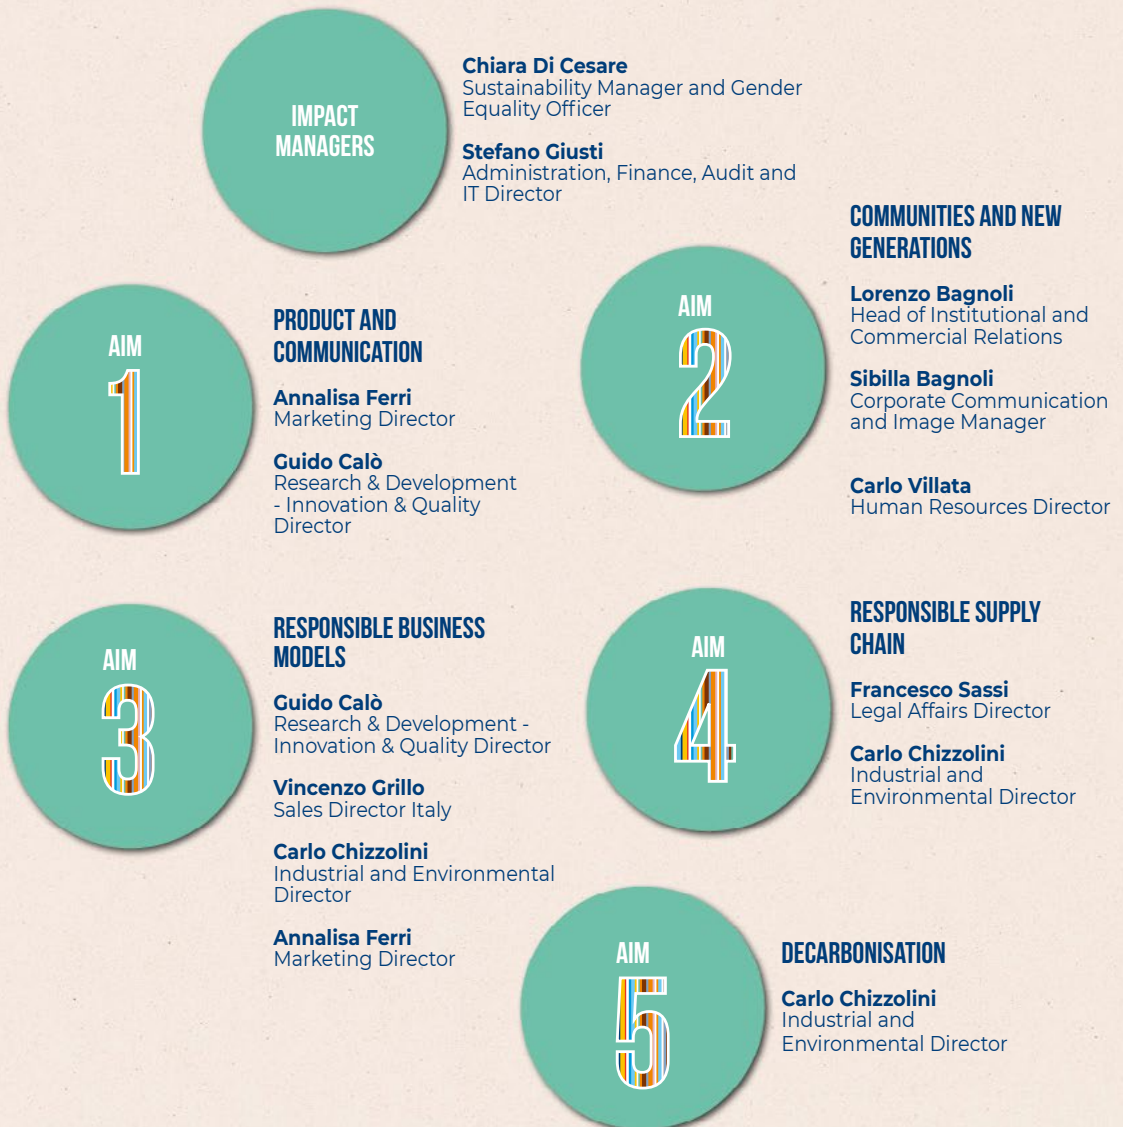 IMPACT
MANAGERS
Chiara Di Cesare
Sustainability Manager and Gender
Equality Officer
Stefano Giusti
Administration, Finance, Audit and
IT Director
AIM
1
PRODUCT AND
COMMUNICATION
Annalisa Ferri
Marketing Director
Guido Calò
Research & Development
- Innovation & Quality
Director
AIM
2
COMMUNITIES AND NEW
GENERATIONS
Lorenzo Bagnoli
Head of Institutional and
Commercial Relations
Sibilla Bagnoli
Corporate Communication
and Image Manager
Carlo Villata
Human Resources Director
AIM
3
RESPONSIBLE BUSINESS
MODELS
Guido Calò
Research & Development -
Innovation & Quality Director
Vincenzo Grillo
Sales Director Italy
Carlo Chizzolini
Industrial and Environmental
Director
Annalisa Ferri
Marketing Director
AIM
4
RESPONSIBLE SUPPLY
CHAIN
Francesco Sassi
Legal Affairs Director
Carlo Chizzolini
Industrial and
Environmental Director
AIM
5
DECARBONISATION
Carlo Chizzolini
Industrial and
Environmental Director